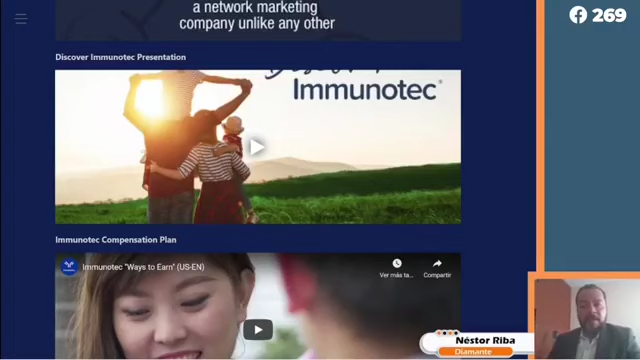 a network marketing
company unlike any other
269
Discover Immunotec Presentation
Discover
Immunotec®
Immunotec Compensation Plan
Immunotec "Ways to Earn" (US-EN)
Ver más ta...
Compartir
Néstor Riba
Diamante